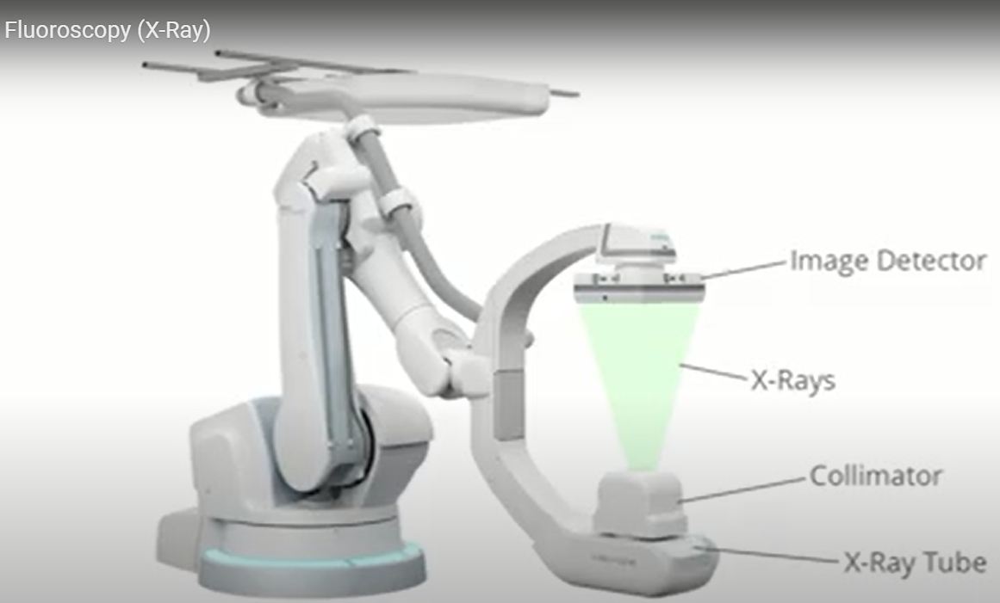 Fluoroscopy (X-Ray)
Image Detector
X-Rays
Collimator
X-Ray Tube